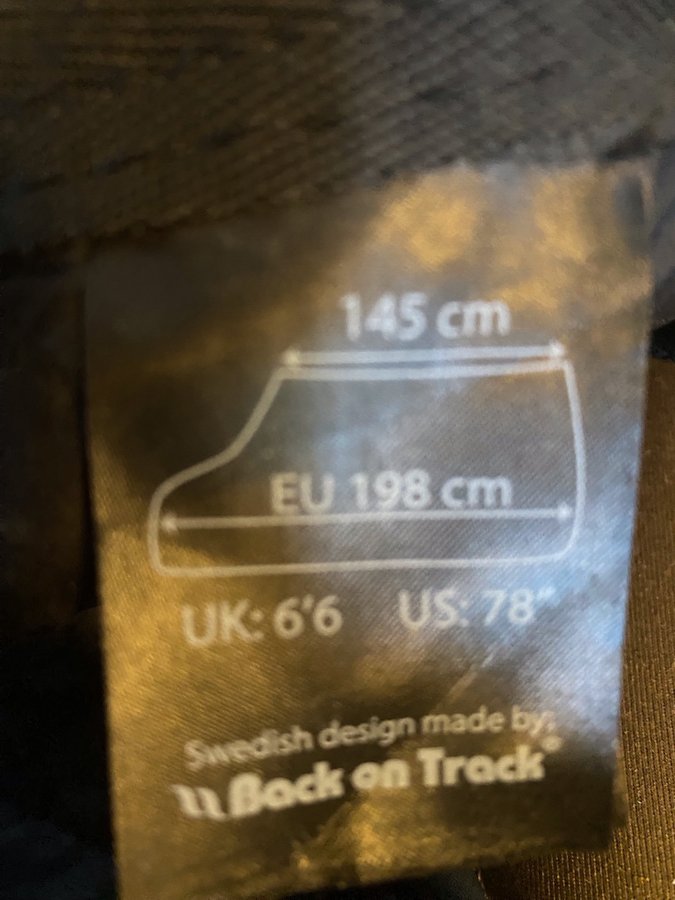 145 cm
EU 198 cm
UK: 6'6 US: 78"
Swedish design made by:
Back on Track®